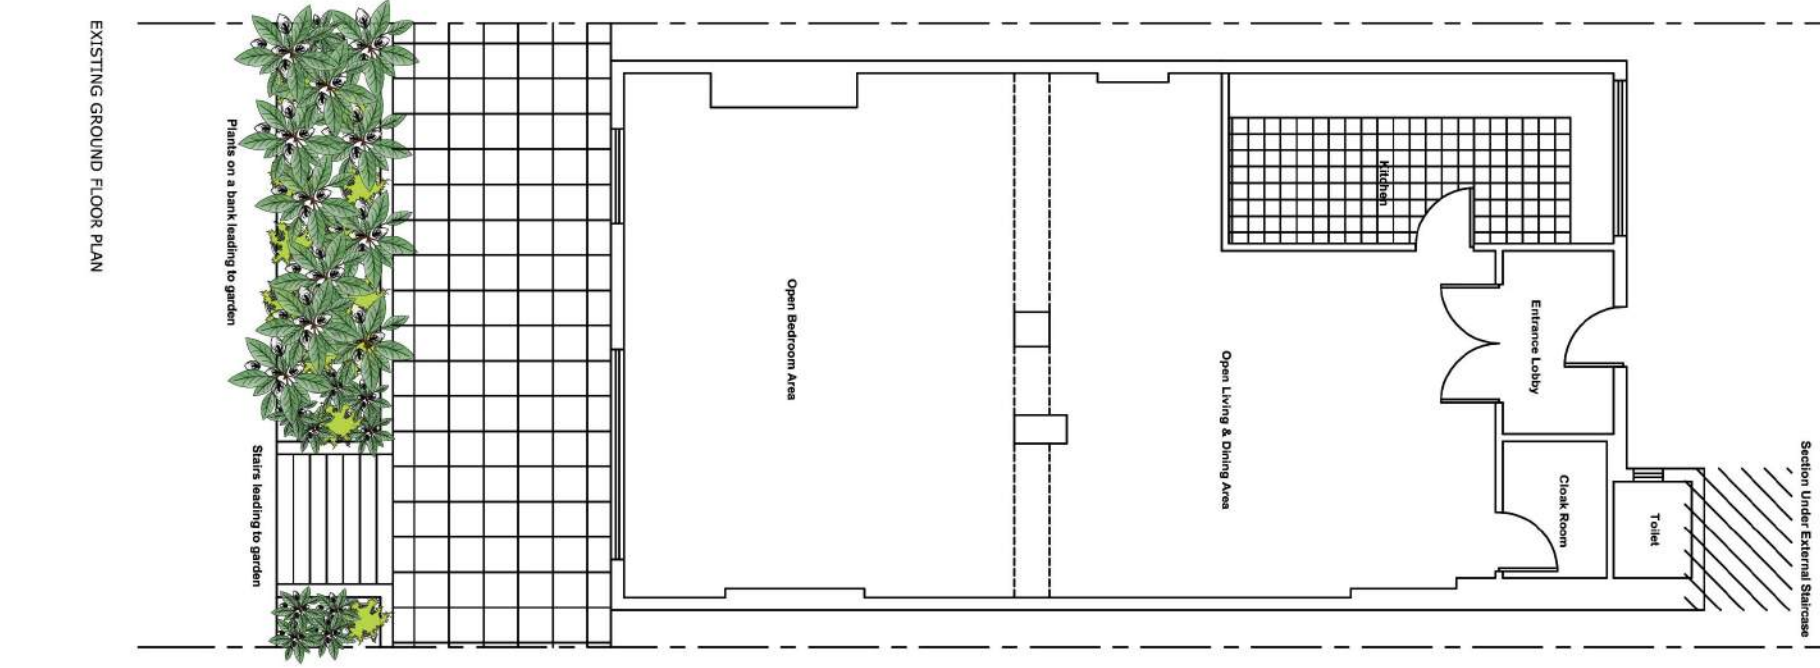 Section Under External Staircase
Toilet
Cloak Room
Entrance Lobby
Kitchen
Open Living & Dining Area
Open Bedroom Area
Stairs leading to garden
Plants on a bank leading to garden
EXISTING GROUND FLOOR PLAN